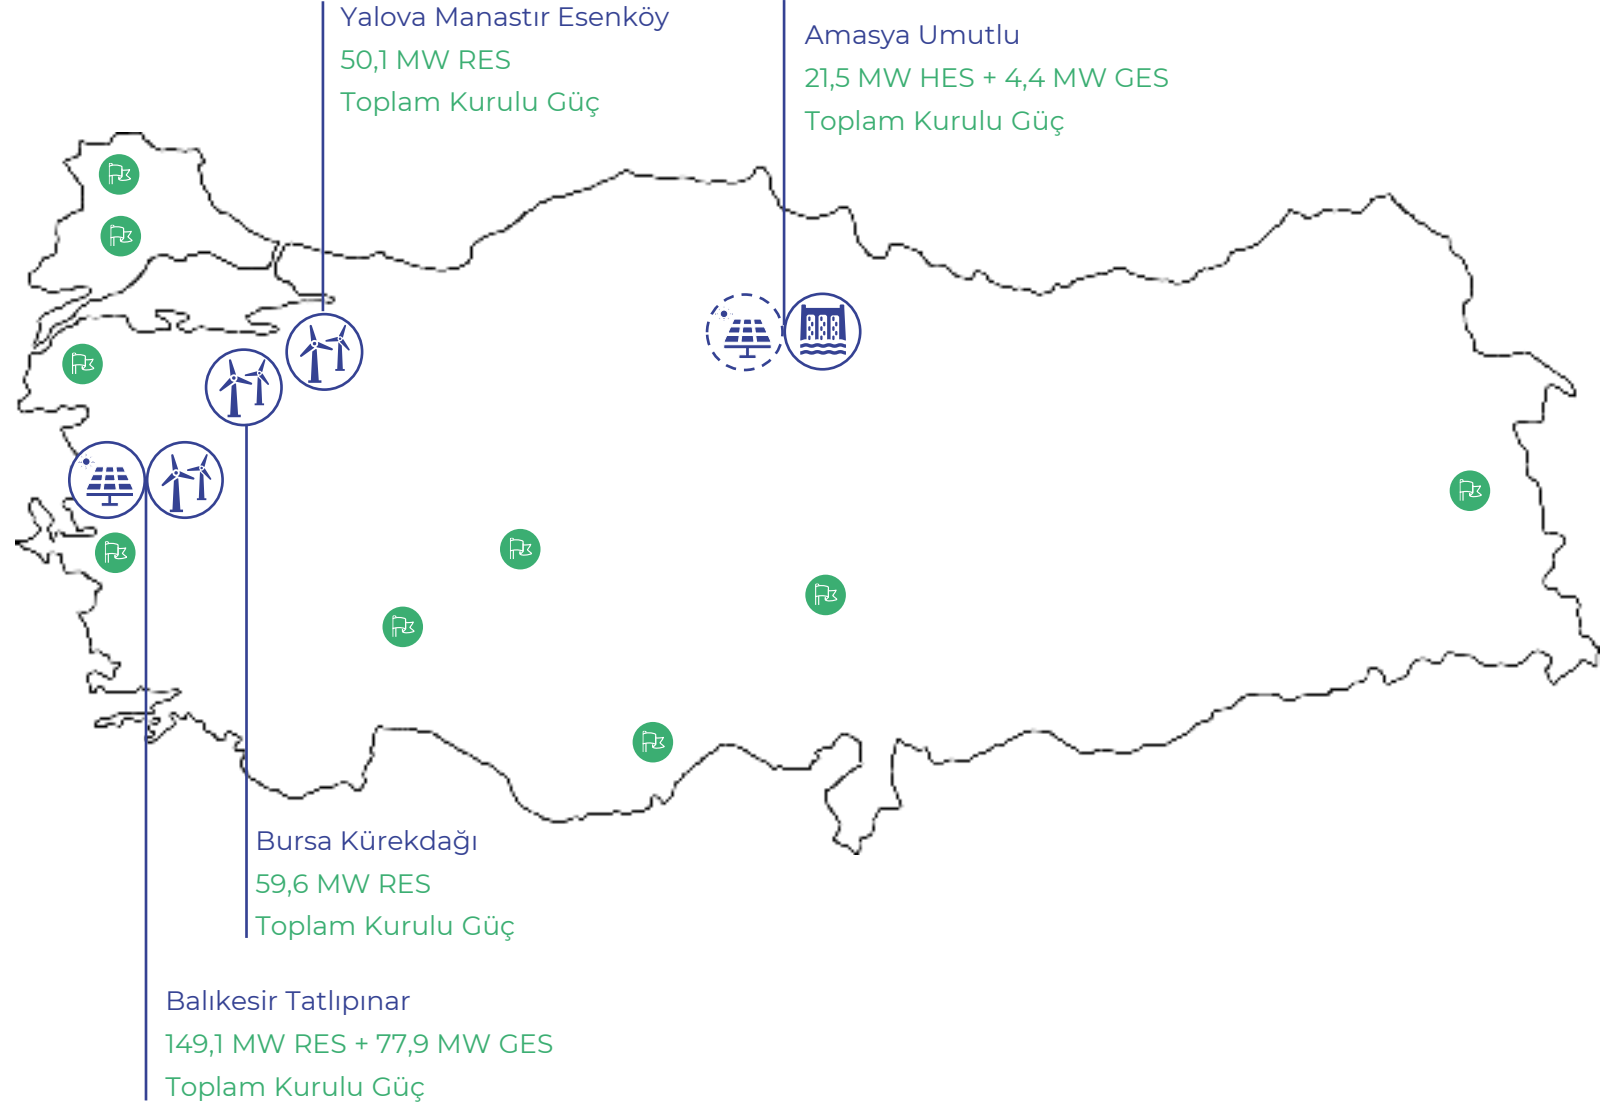 Yalova Manastır Esenköy
50,1 MW RES
Toplam Kurulu Güç
Amasya Umutlu
21,5 MW HES + 4,4 MW GES
Toplam Kurulu Güç
Bursa Kürekdağı
59,6 MW RES
Toplam Kurulu Güç
Balıkesir Tatlıpınar
149,1 MW RES + 77,9 MW GES
Toplam Kurulu Güç